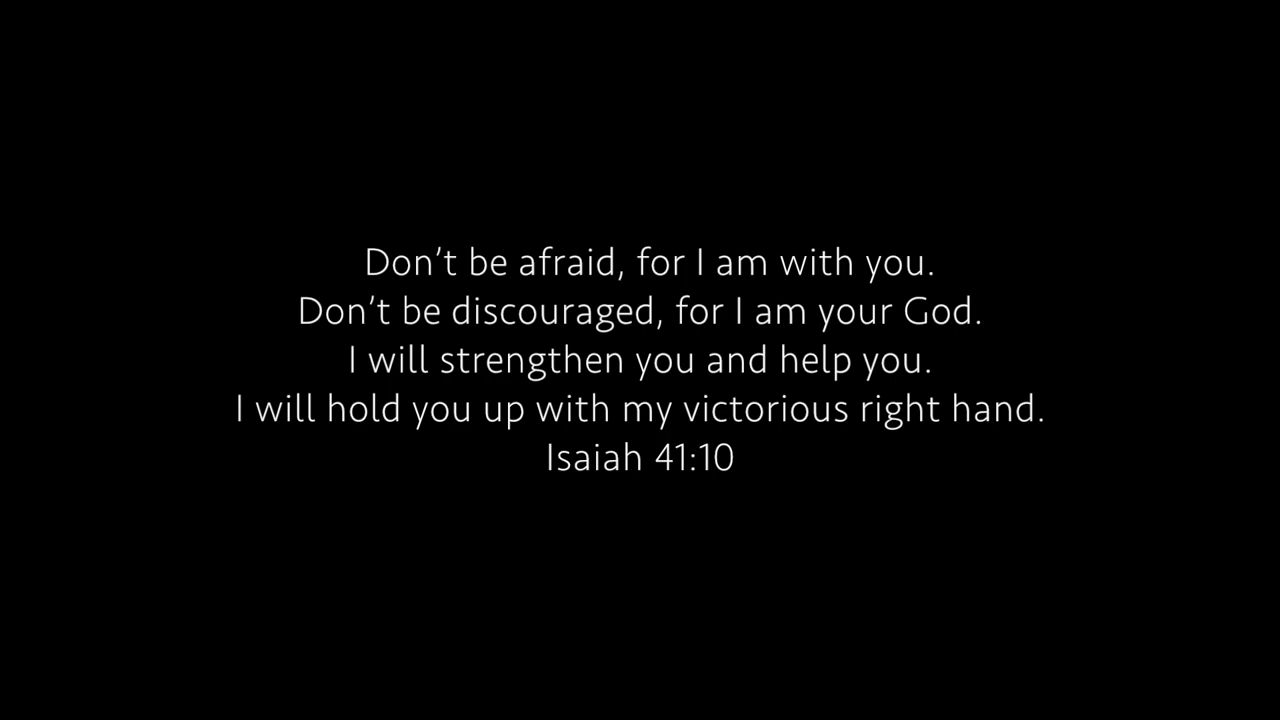 Don’t be afraid, for I am with you.
Don’t be discouraged, for I am your God.
I will strengthen you and help you.
I will hold you up with my victorious right hand.
Isaiah 41:10